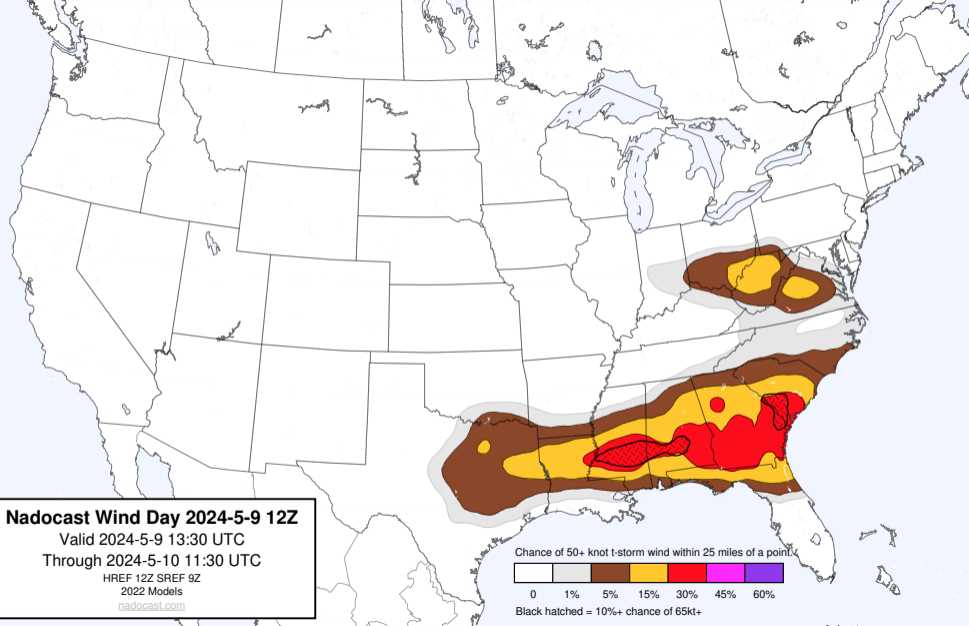 Nadocast Wind Day 2024-5-9 12Z
Valid 2024-5-9 13:30 UTC
Through 2024-5-10 11:30 UTC
HREF 12Z SREF 9Z
2022 Models
nadocast.com
Chance of 50+ knot t-storm wind within 25 miles of a point.
0 1% 5% 15% 30% 45% 60%
Black hatched = 10%+ chance of 65kt+